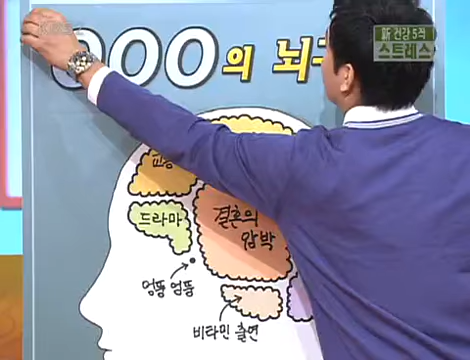 KBS
新 건강 5적
스트레스
OOO의 뇌구
드라마
결혼의
압박
엉뚱 엉뚱
비타민 출연